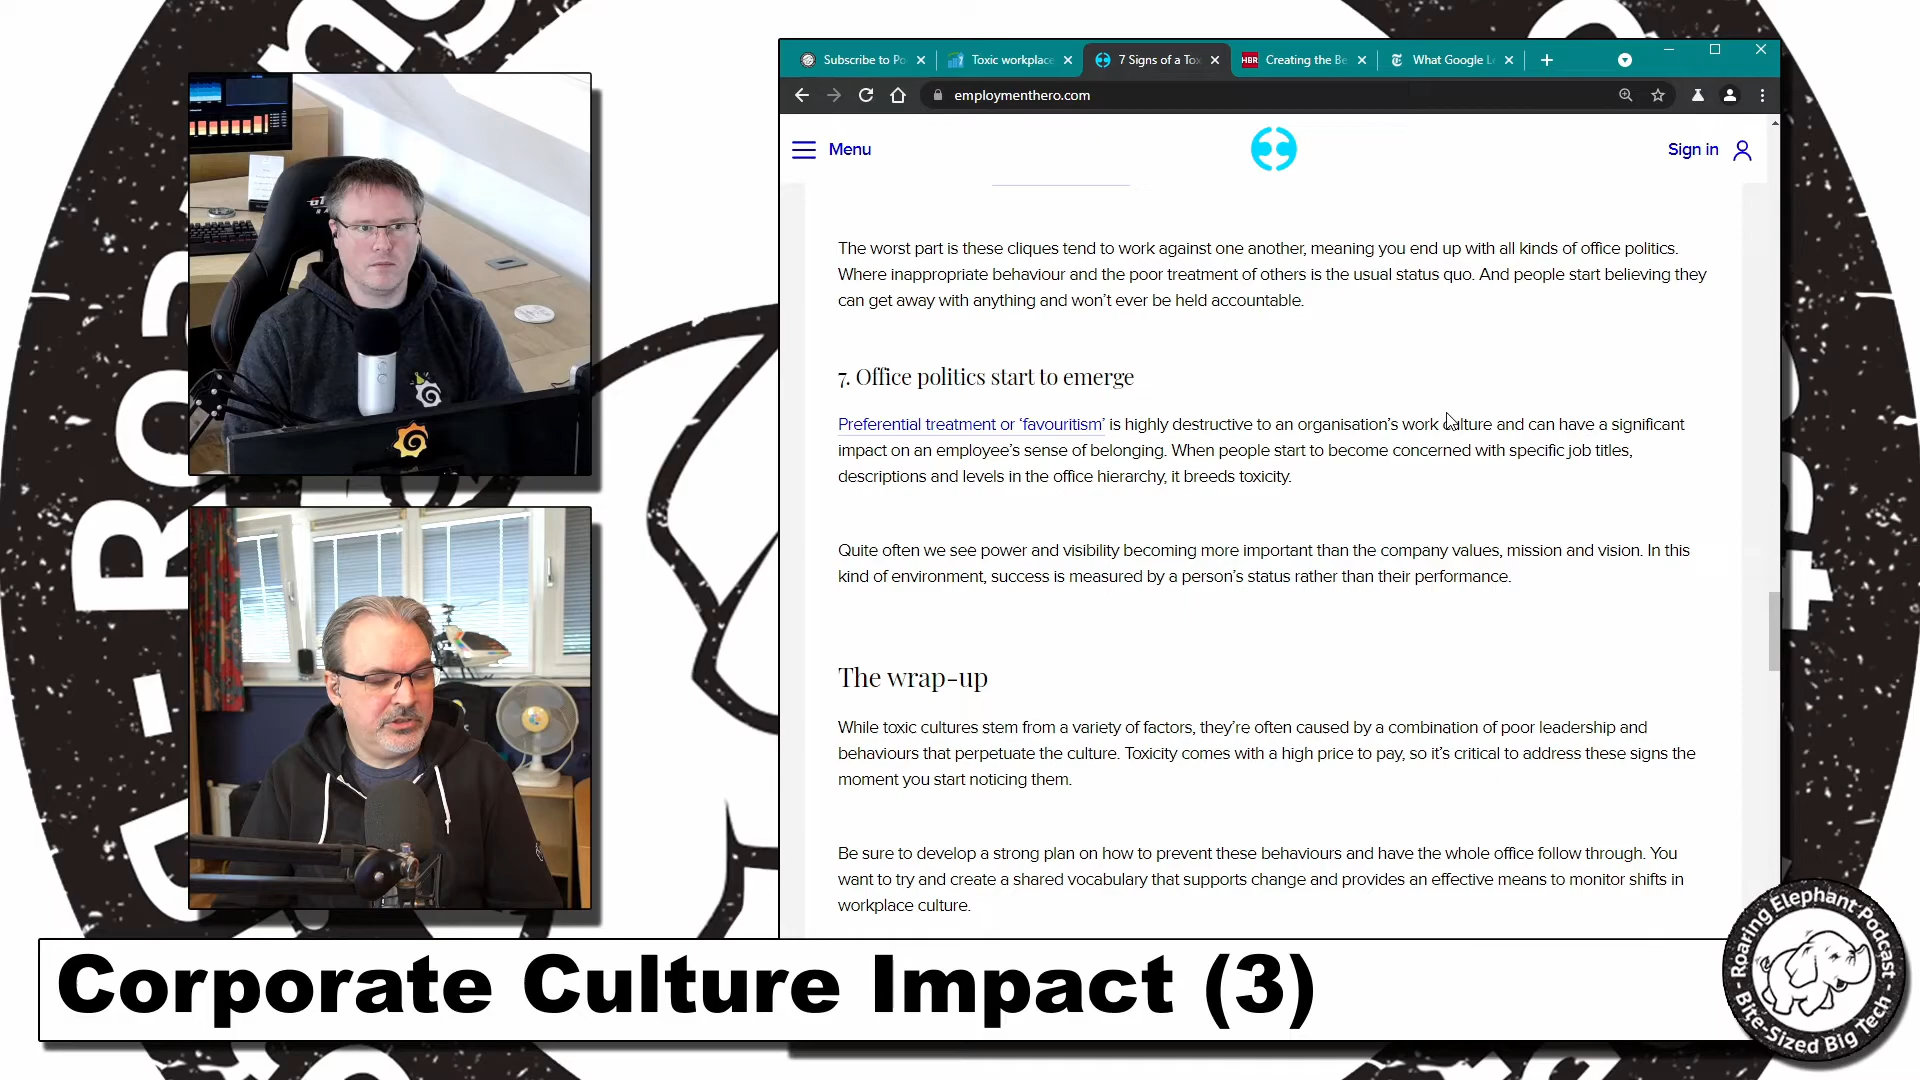 Subscribe to Po
Toxic workplace
7 Signs of a Tox
HBR
Creating the Be
What Google Le
employmenthero.com
Menu
Sign in
The worst part is these cliques tend to work against one another, meaning you end up with all kinds of office politics.
Where inappropriate behaviour and the poor treatment of others is the usual status quo. And people start believing they
can get away with anything and won’t ever be held accountable.
7. Office politics start to emerge
Preferential treatment or ‘favouritism’ is highly destructive to an organisation’s work culture and can have a significant
impact on an employee’s sense of belonging. When people start to become concerned with specific job titles,
descriptions and levels in the office hierarchy, it breeds toxicity.
Quite often we see power and visibility becoming more important than the company values, mission and vision. In this
kind of environment, success is measured by a person’s status rather than their performance.
The wrap-up
While toxic cultures stem from a variety of factors, they’re often caused by a combination of poor leadership and
behaviours that perpetuate the culture. Toxicity comes with a high price to pay, so it’s critical to address these signs the
moment you start noticing them.
Be sure to develop a strong plan on how to prevent these behaviours and have the whole office follow through. You
want to try and create a shared vocabulary that supports change and provides an effective means to monitor shifts in
workplace culture.
Corporate Culture Impact (3)
- Roaring Elephant Podcast -
Bite-Sized Big Tech